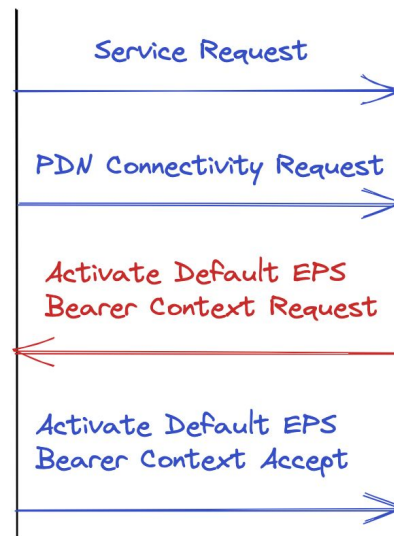 Service Request
PDN Connectivity Request
Activate Default EPS
Bearer Context Request
Activate Default EPS
Bearer Context Accept